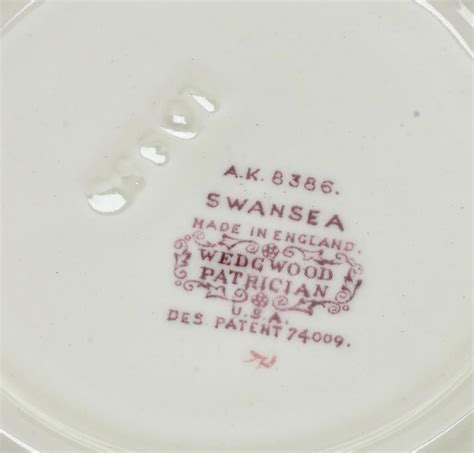 A.K. 8386.
SWANSEA
MADE IN ENGLAND.
WEDGWOOD
PATRICIAN
U.S.A.
DES PATENT 74009.